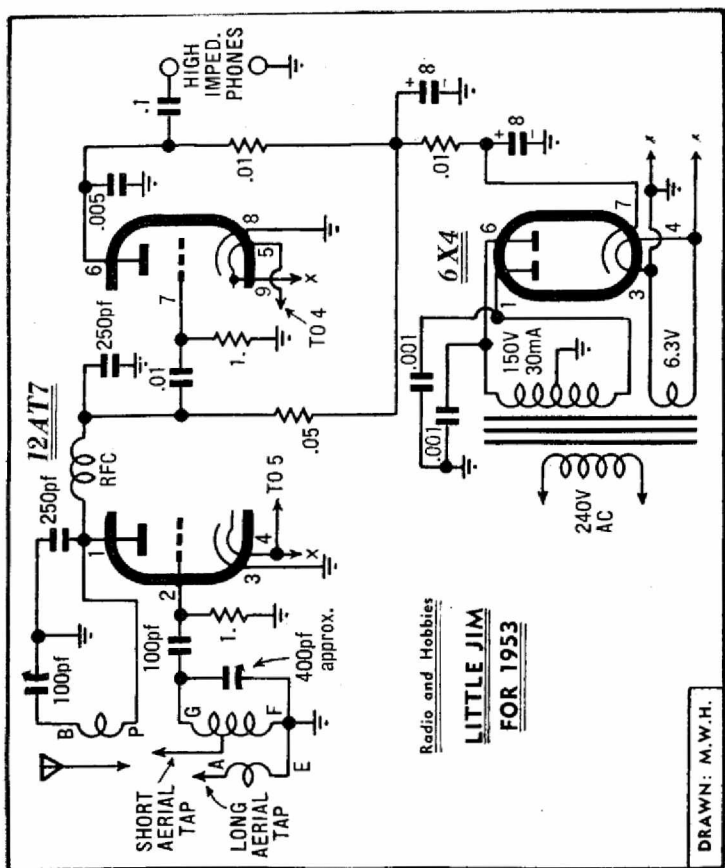 HIGH
IMPED.
PHONES
.1
.005
.01
8
+
-
8
+
-
.01
6
7
8
5
9
X
TO 4
250pf
.01
1.
.05
12AT7
RFC
250pf
1
2
3
4
TO 5
X
100pf
100pf
1.
400pf
approx.
B
P
G
F
A
E
SHORT
AERIAL
TAP
LONG
AERIAL
TAP
6X4
6
1
7
3
4
x
x
.001
.001
150V
30mA
6.3V
240V
AC
Radio and Hobbies
LITTLE JIM
FOR 1953
DRAWN: M.W.H.